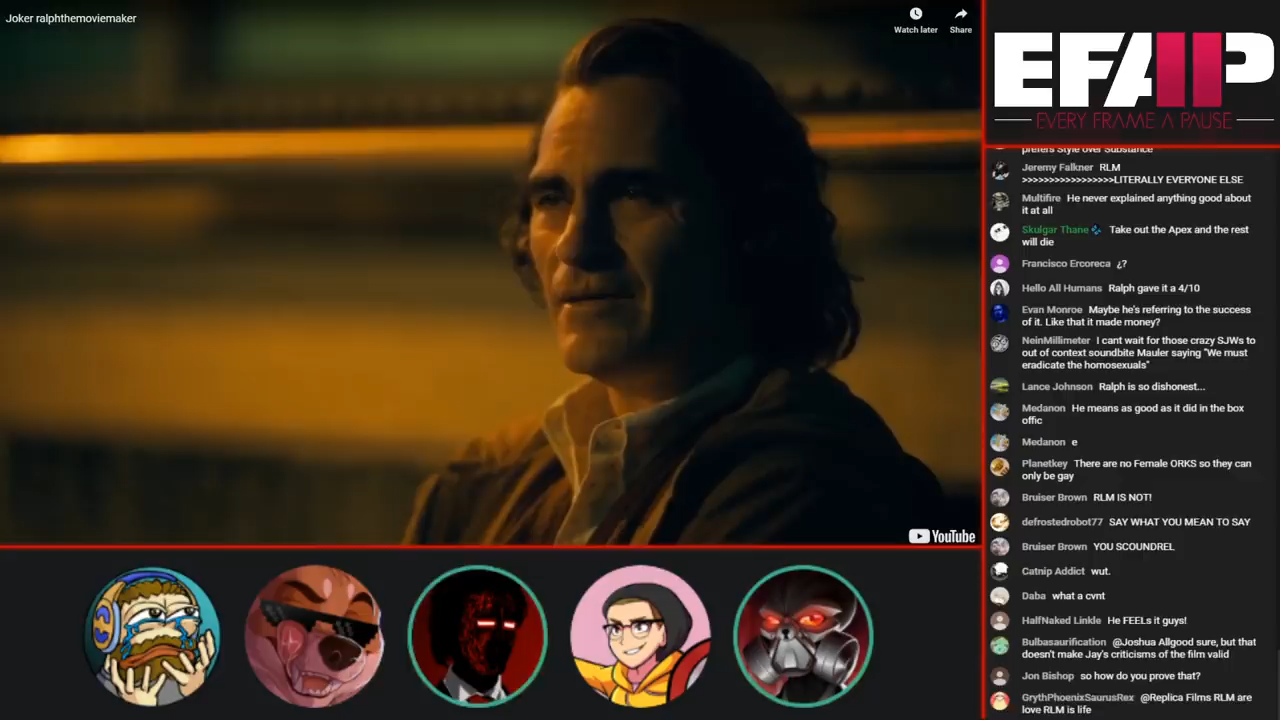 Joker ralphthemoviemaker
Watch later
Share
YouTube
EFAP
EVERY FRAME A PAUSE
prefers Style over Substance
Jeremy Falkner RLM
>>>>>>>>>>>>>>>>>LITERALLY EVERYONE ELSE
Multifire He never explained anything good about
it at all
Skulgar Thane Take out the Apex and the rest
will die
Francisco Ercoreca ¿?
Hello All Humans Ralph gave it a 4/10
Evan Monroe Maybe he's referring to the success
of it. Like that it made money?
NeinMillimeter I cant wait for those crazy SJWs to
out of context soundbite Mauler saying "We must
eradicate the homosexuals"
Lance Johnson Ralph is so dishonest...
Medanon He means as good as it did in the box
offic
Medanon e
Planetkey There are no Female ORKS so they can
only be gay
Bruiser Brown RLM IS NOT!
defrostedrobot77 SAY WHAT YOU MEAN TO SAY
Bruiser Brown YOU SCOUNDREL
Catnip Addict wut.
Daba what a cvnt
HalfNaked Linkle He FEELs it guys!
Bulbasaurification @Joshua Allgood sure, but that
doesn't make Jay's criticisms of the film valid
Jon Bishop so how do you prove that?
GrythPhoenixSaurusRex @Replica Films RLM are
love RLM is life